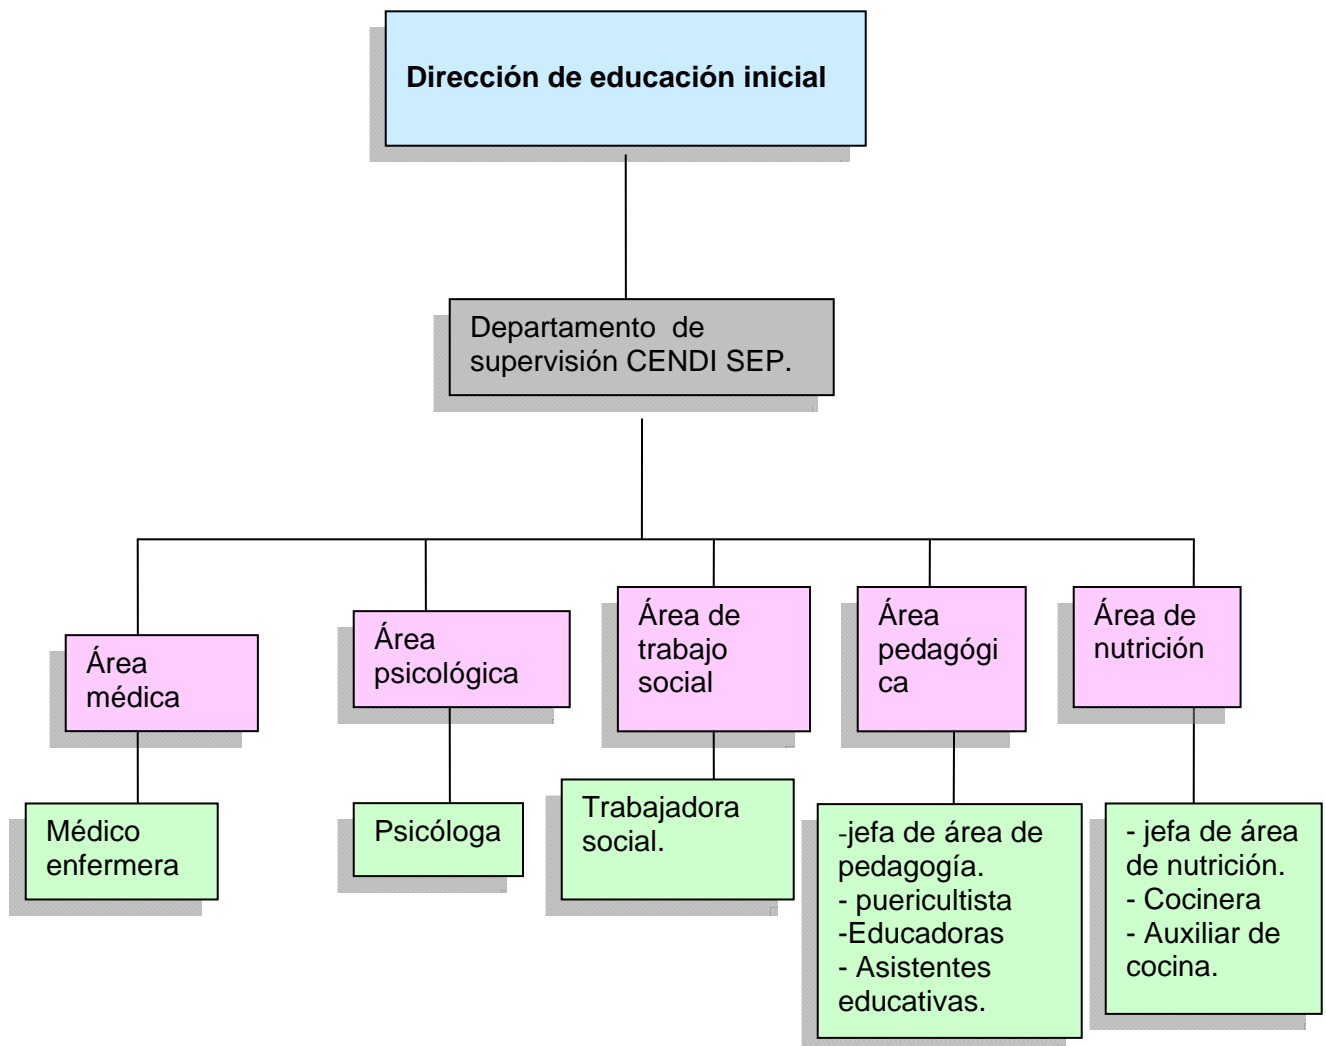 Dirección de educación inicial
Departamento de
supervisión CENDI SEP.
Área
médica
Área
psicológica
Área de
trabajo
social
Área
pedagógi
ca
Área de
nutrición
Médico
enfermera
Psicóloga
Trabajadora
social.
-jefa de área de
pedagogía.
- puericultista
-Educadoras
- Asistentes
educativas.
- jefa de área
de nutrición.
- Cocinera
- Auxiliar de
cocina.